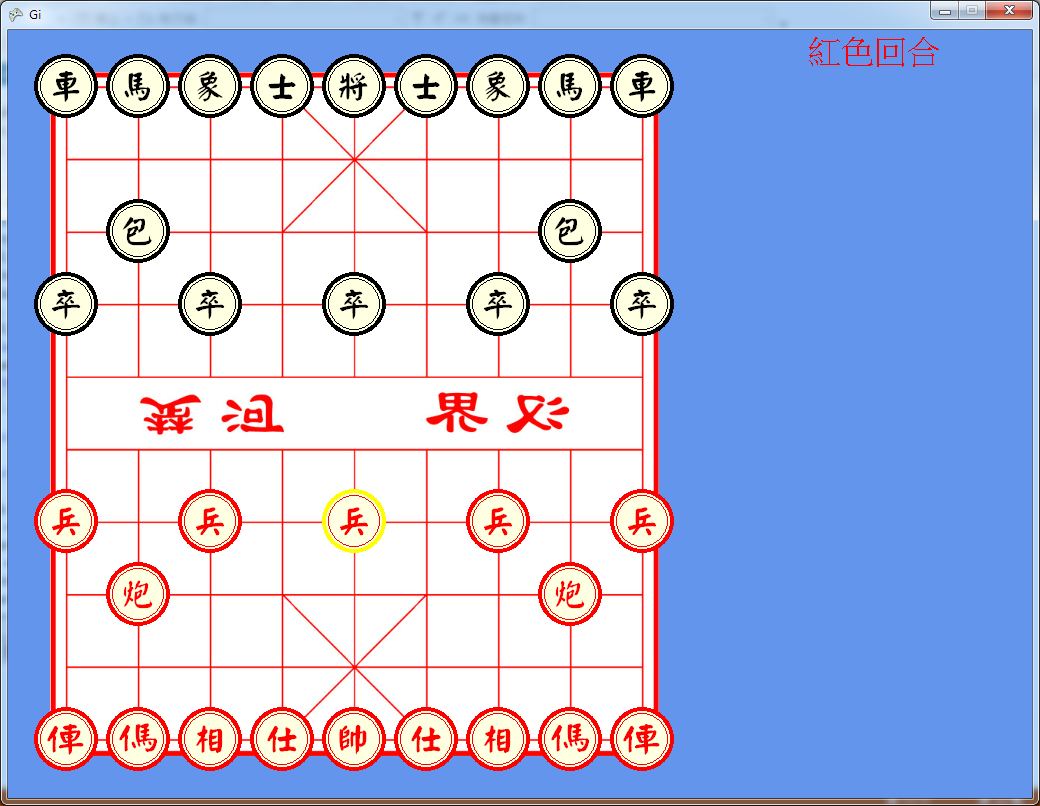 Gi
紅色回合
車 馬 象 士 將 士 象 馬 車
包 包
卒 卒 卒 卒 卒
楚河 界汉
兵 兵 兵 兵 兵
炮 炮
俥 傌 相 仕 帥 仕 相 傌 俥